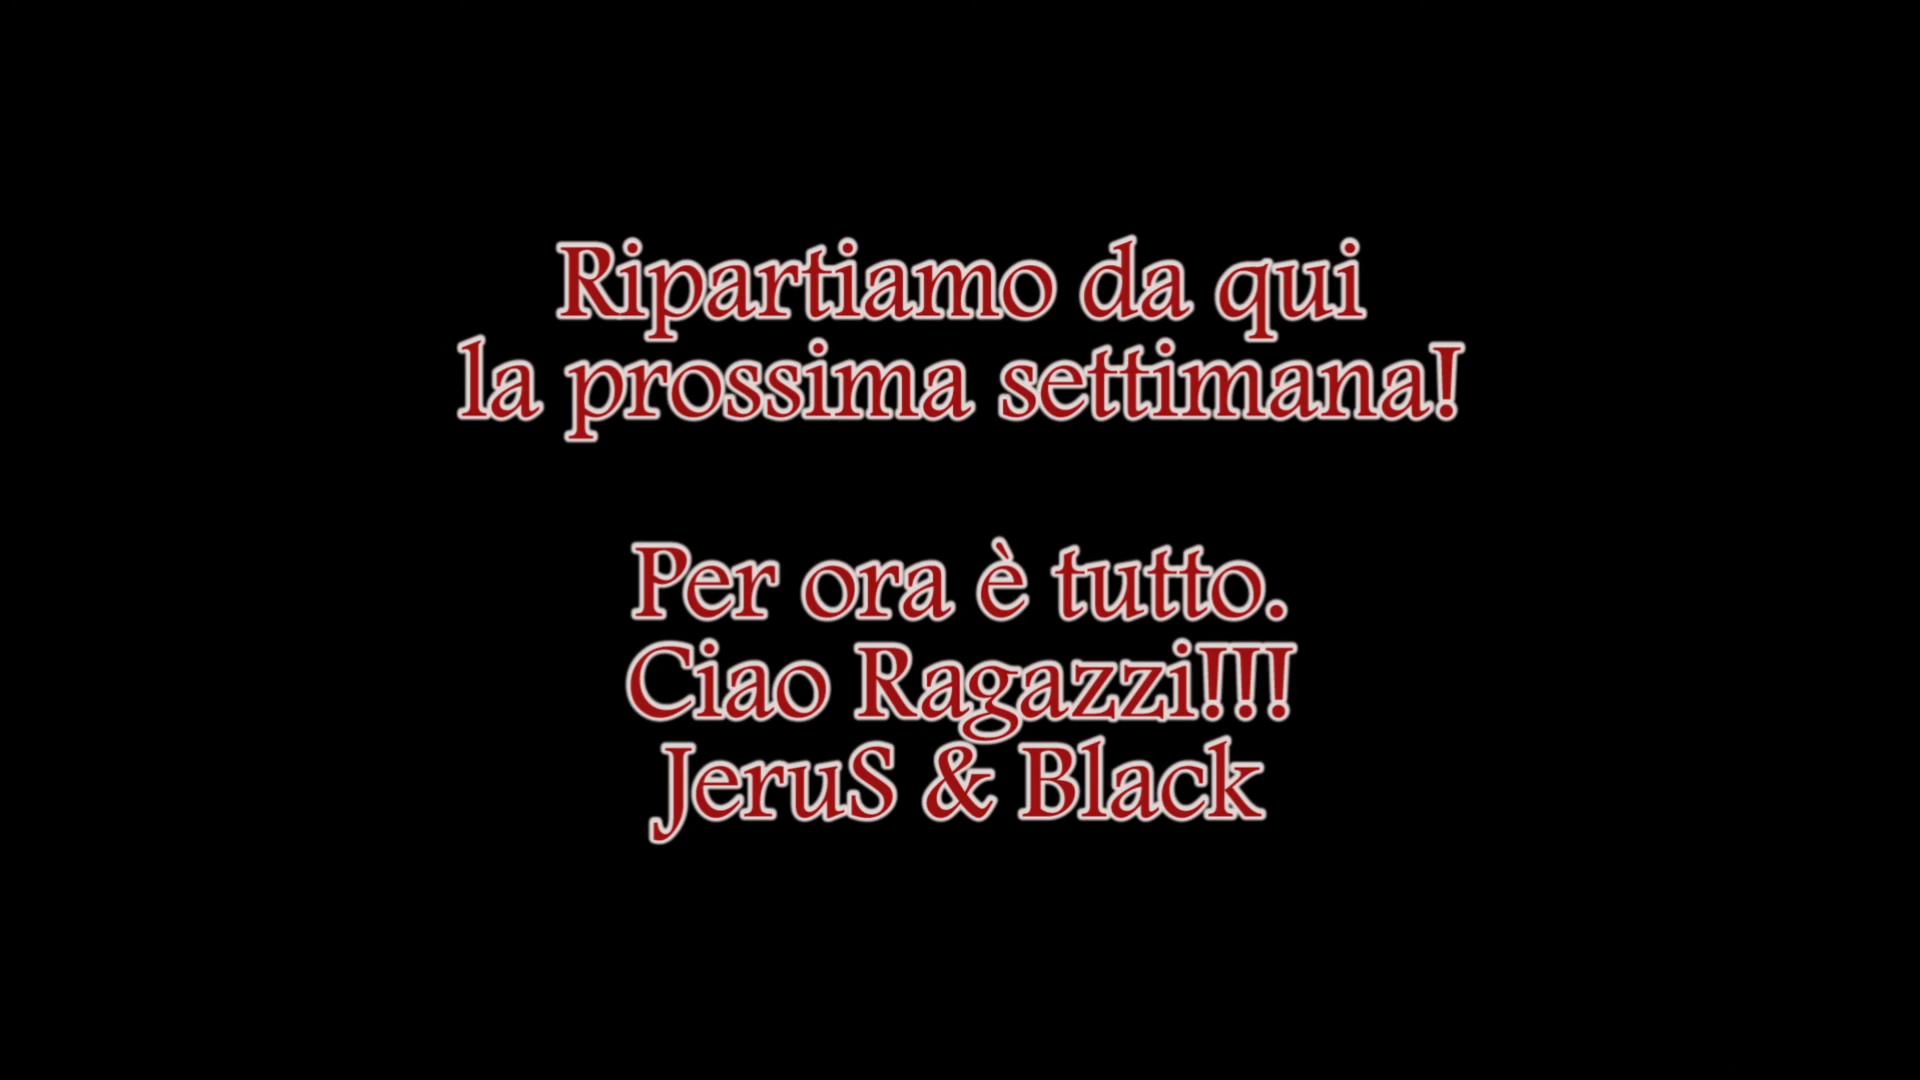 Ripartiamo da qui
la prossima settimana!
Per ora è tutto.
Ciao Ragazzi!!!
JeruS & Black